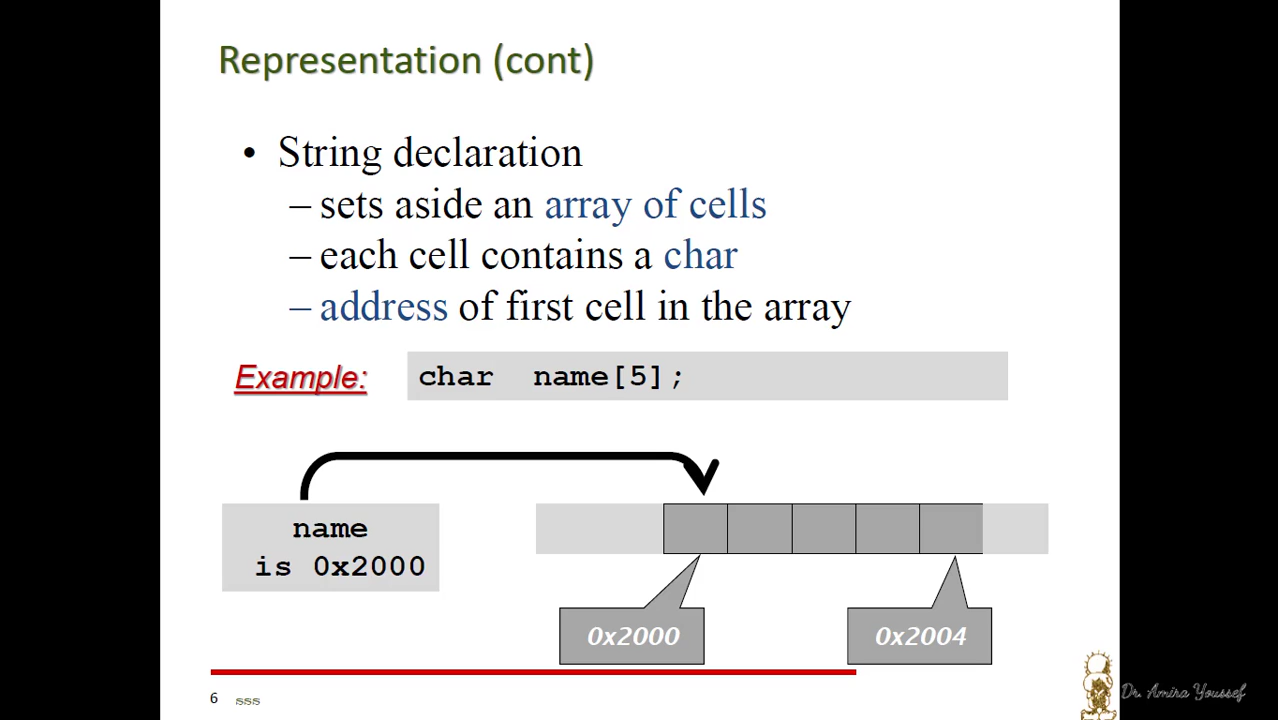 Representation (cont)
• String declaration
– sets aside an array of cells
– each cell contains a char
– address of first cell in the array
Example: char name[5];
name
is 0x2000
0x2000 0x2004
6 sss
Dr. Amira Youssef